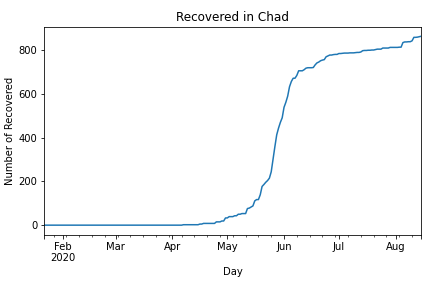 Recovered in Chad
Number of Recovered
800
600
400
200
0
Feb
2020
Mar
Apr
May
Jun
Jul
Aug
Day